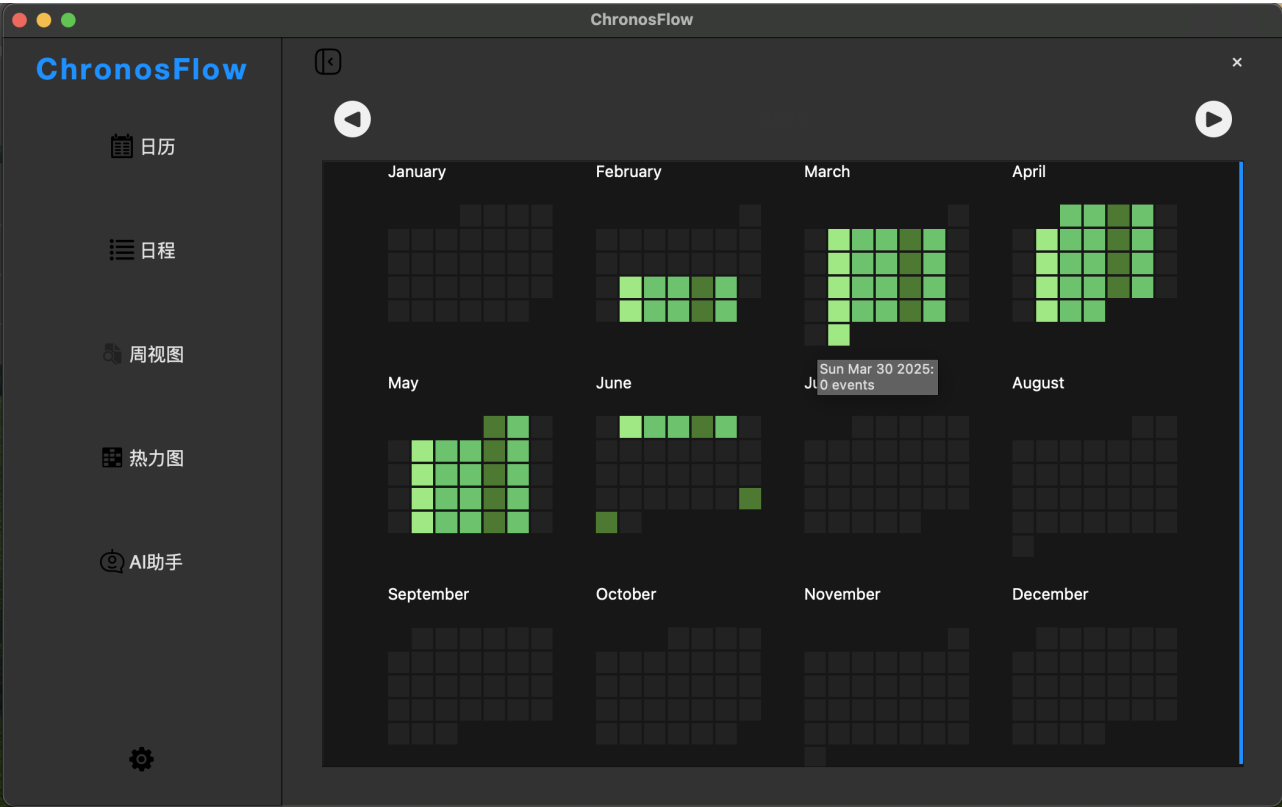 ChronosFlow
ChronosFlow
日历
日程
周视图
热力图
AI助手
January
February
March
April
Sun Mar 30 2025:
0 events
May
June
Ju
August
September
October
November
December